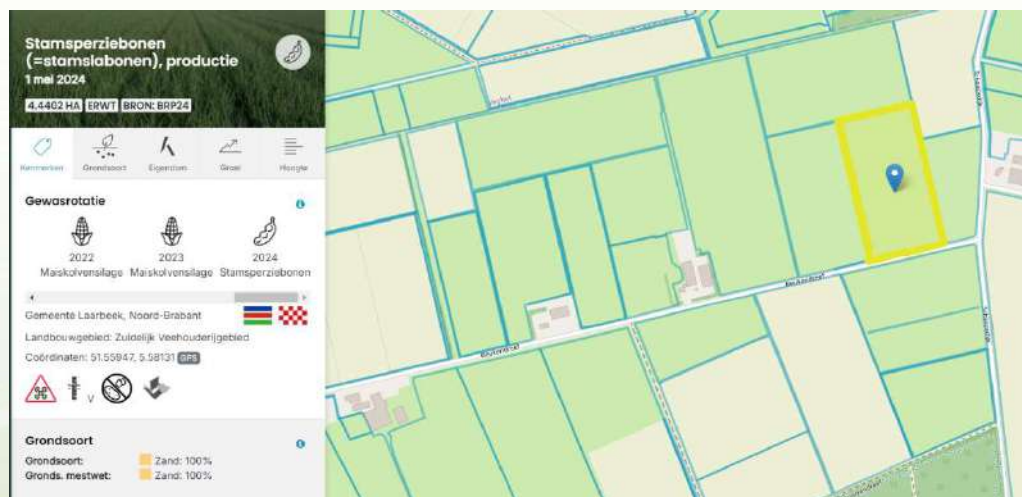 Stamsperziebonen
(=stamslabonen), productie
1 mei 2024
4,4402 HA ERWT BRON: BRP24
Kenmerken Grondsoort Eigendom Groei Hoogte
Gewasrotatie
2022 2023 2024
Maiskolvensilage Maiskolvensilage Stamsperziebonen
Gemeente Laarbeek, Noord-Brabant
Landbouwgebied: Zuidelijk Veehouderijgebied
Coördinaten: 51.55947, 5.58131 GPS
V
Grondsoort
Grondsoort: Zand: 100%
Gronds. mestwet: Zand: 100%